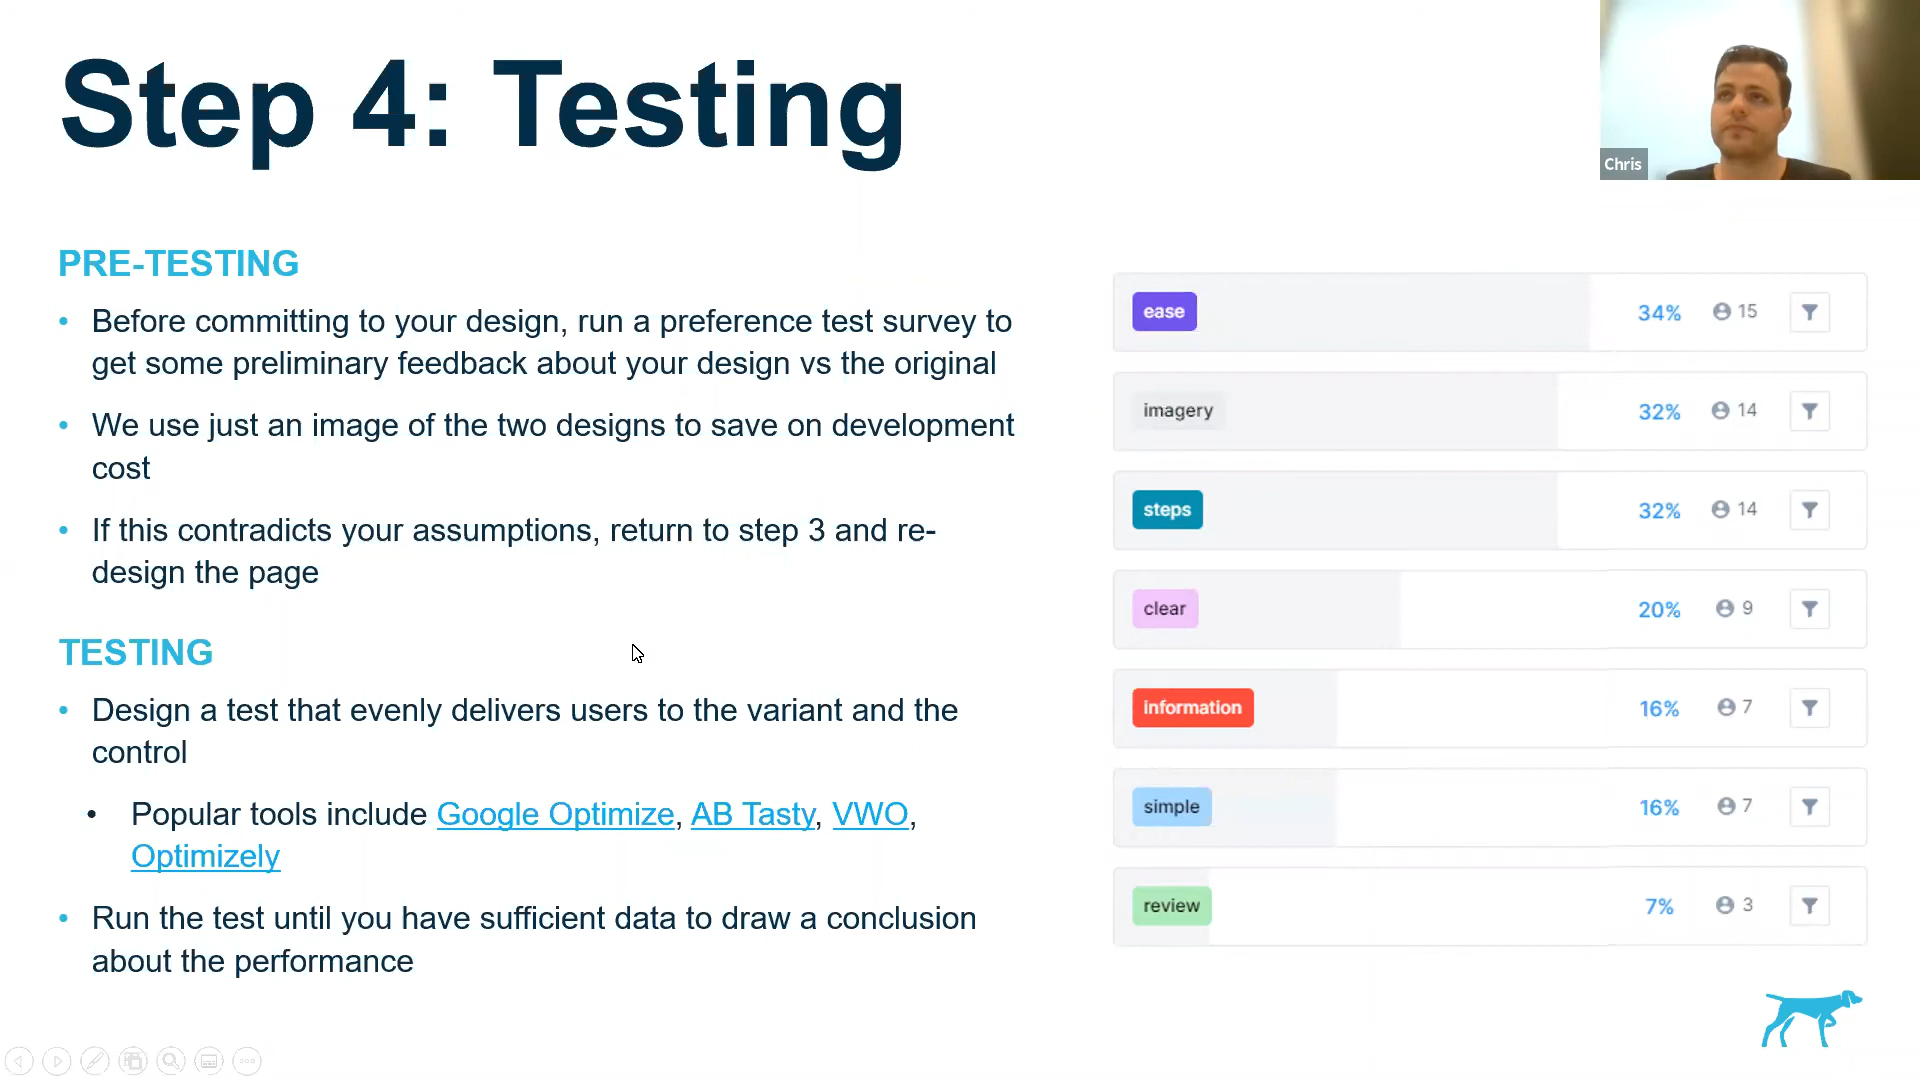 Step 4: Testing
Chris
PRE-TESTING
• Before committing to your design, run a preference test survey to
get some preliminary feedback about your design vs the original
• We use just an image of the two designs to save on development
cost
• If this contradicts your assumptions, return to step 3 and re-
design the page
TESTING
• Design a test that evenly delivers users to the variant and the
control
• Popular tools include Google Optimize, AB Tasty, VWO,
Optimizely
• Run the test until you have sufficient data to draw a conclusion
about the performance
ease 34% 15
imagery 32% 14
steps 32% 14
clear 20% 9
information 16% 7
simple 16% 7
review 7% 3